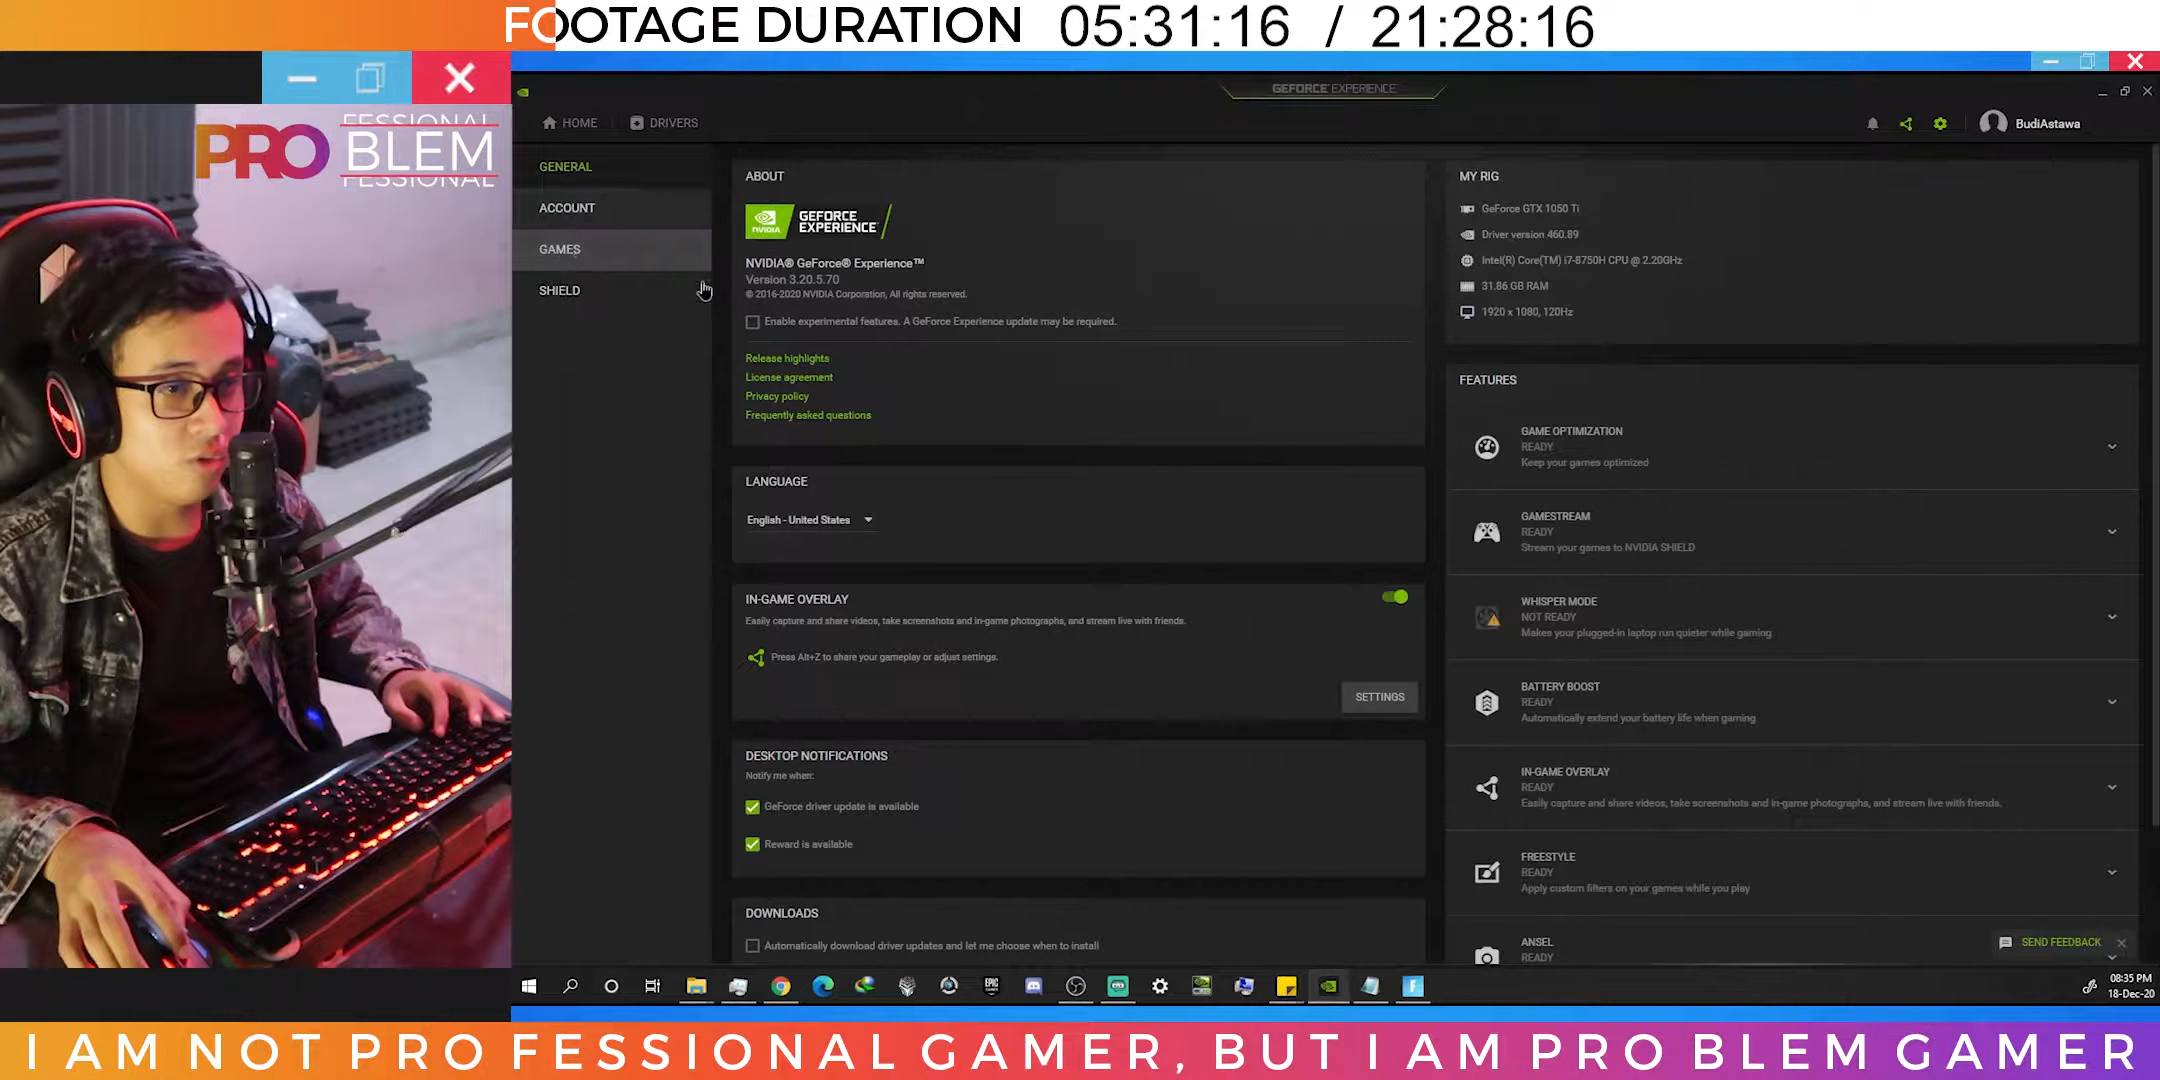 FOOTAGE DURATION 05:31:16 / 21:28:16
FESSIONAL
PRO BLEM
FESSIONAL
GEFORCE EXPERIENCE
HOME
DRIVERS
BudiAstawa
GENERAL
ACCOUNT
GAMES
SHIELD
ABOUT
NVIDIA
GEFORCE
EXPERIENCE
NVIDIA® GeForce® Experience™
Version 3.20.5.70
© 2016-2020 NVIDIA Corporation, All rights reserved.
Enable experimental features. A GeForce Experience update may be required.
Release highlights
License agreement
Privacy policy
Frequently asked questions
LANGUAGE
English - United States
IN-GAME OVERLAY
Easily capture and share videos, take screenshots and in-game photographs, and stream live with friends.
Press Alt+Z to share your gameplay or adjust settings.
SETTINGS
DESKTOP NOTIFICATIONS
Notify me when:
GeForce driver update is available
Reward is available
DOWNLOADS
Automatically download driver updates and let me choose when to install
MY RIG
GeForce GTX 1050 Ti
Driver version 460.89
Intel(R) Core(TM) i7-8750H CPU @ 2.20GHz
31.86 GB RAM
1920 x 1080, 120Hz
FEATURES
GAME OPTIMIZATION
READY
Keep your games optimized
GAMESTREAM
READY
Stream your games to NVIDIA SHIELD
WHISPER MODE
NOT READY
Makes your plugged-in laptop run quieter while gaming
BATTERY BOOST
READY
Automatically extend your battery life when gaming
IN-GAME OVERLAY
READY
Easily capture and share videos, take screenshots and in-game photographs, and stream live with friends.
FREESTYLE
READY
Apply custom filters on your games while you play
ANSEL
READY
SEND FEEDBACK
EPIC
08:35 PM
18-Dec-20
I AM NOT PRO FESSIONAL GAMER, BUT I AM PRO BLEM GAMER